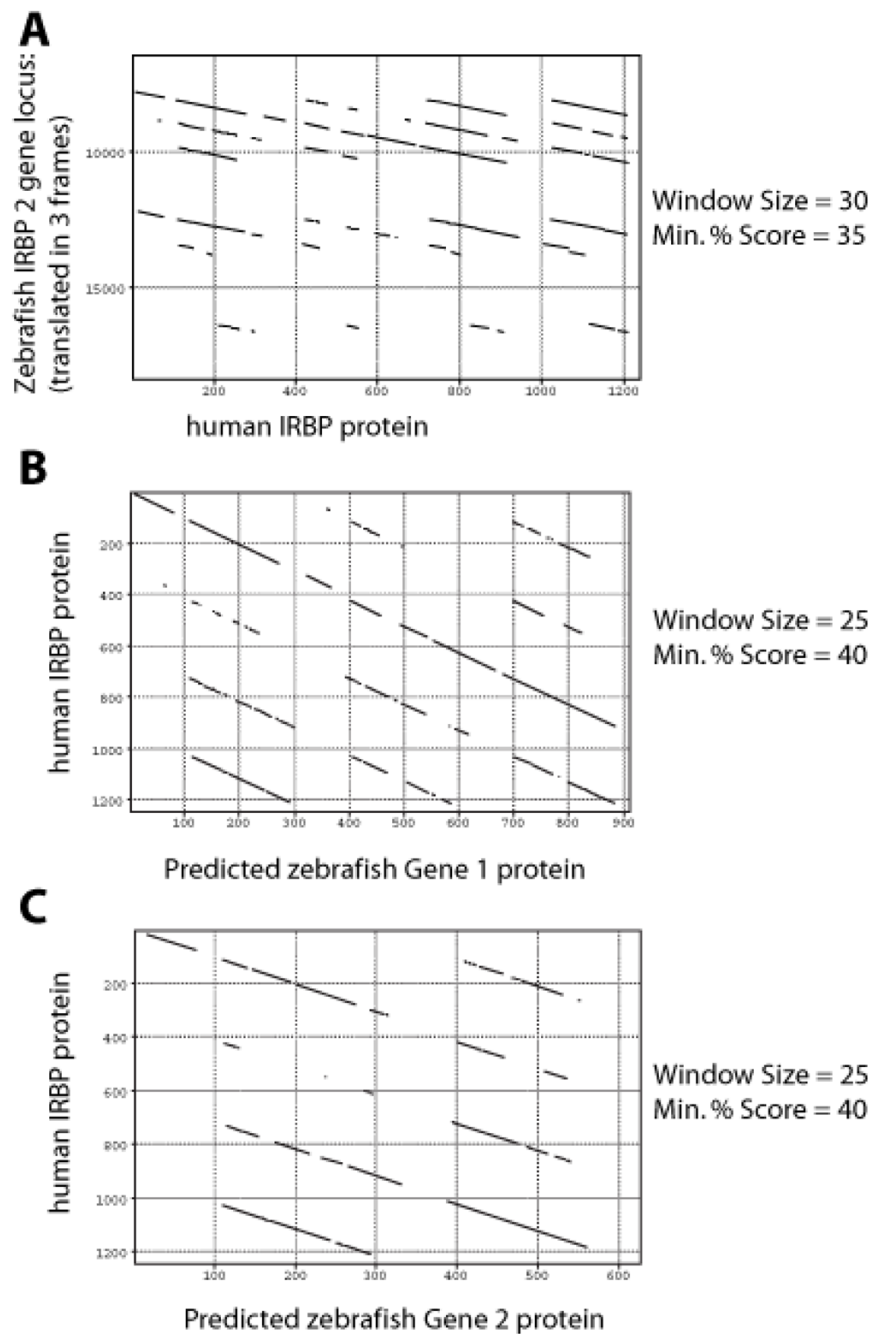 A
Zebrafish IRBP 2 gene locus:
(translated in 3 frames)
10000
15000
200 400 600 800 1000 1200
human IRBP protein
Window Size = 30
Min. % Score = 35
B
human IRBP protein
200
400
600
800
1000
1200
100 200 300 400 500 600 700 800 900
Predicted zebrafish Gene 1 protein
Window Size = 25
Min. % Score = 40
C
human IRBP protein
200
400
600
800
1000
1200
100 200 300 400 500 600
Predicted zebrafish Gene 2 protein
Window Size = 25
Min. % Score = 40